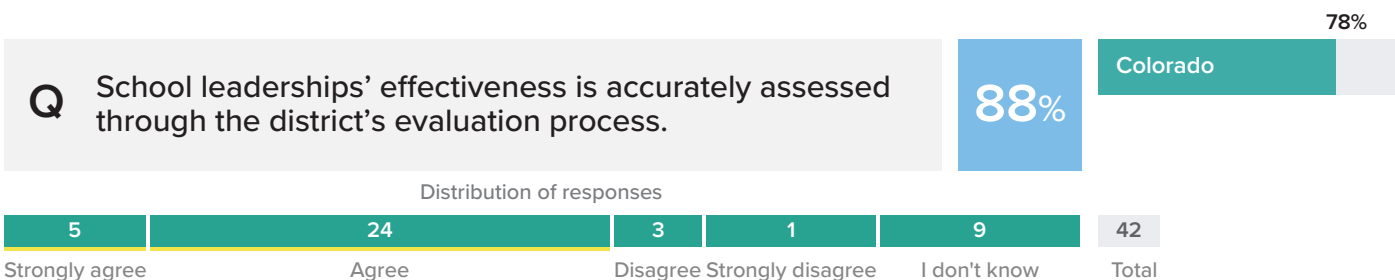 78%
Q
School leaderships’ effectiveness is accurately assessed
through the district’s evaluation process.
88%
Colorado
Distribution of responses
5 24 3 1 9 42
Strongly agree Agree Disagree Strongly disagree I don't know Total